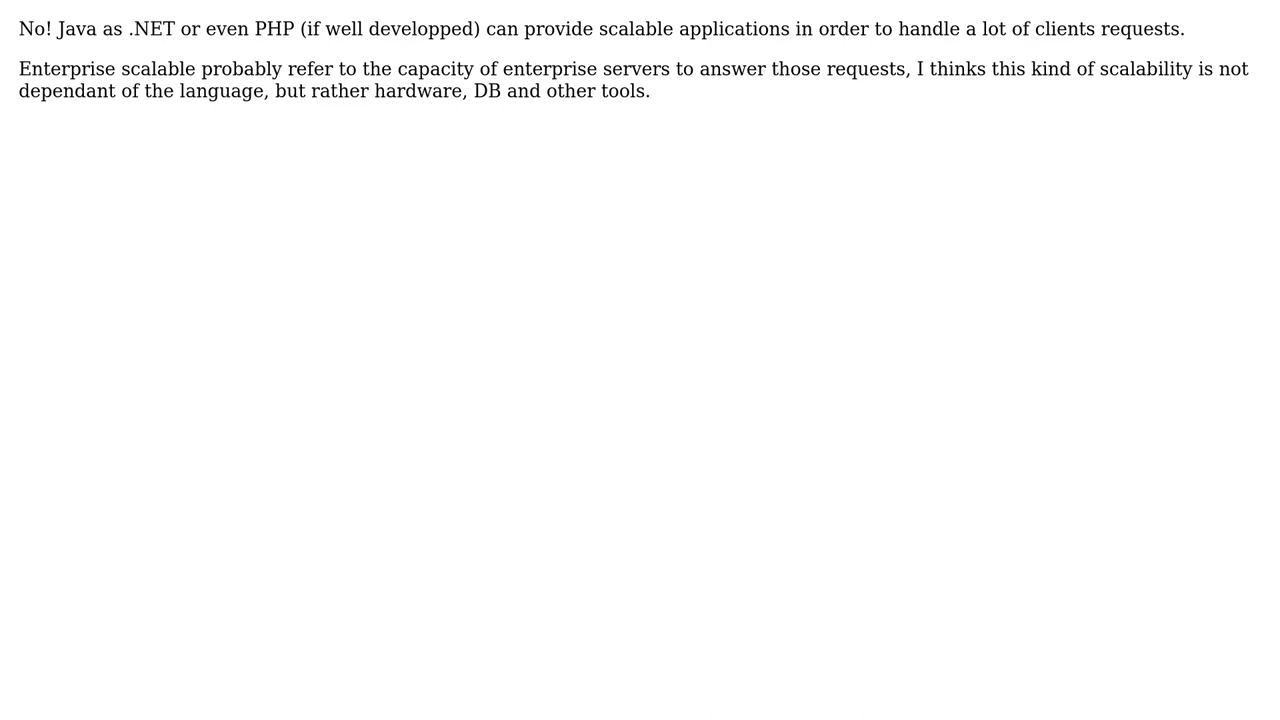 No! Java as .NET or even PHP (if well developped) can provide scalable applications in order to handle a lot of clients requests.
Enterprise scalable probably refer to the capacity of enterprise servers to answer those requests, I thinks this kind of scalability is not
dependant of the language, but rather hardware, DB and other tools.